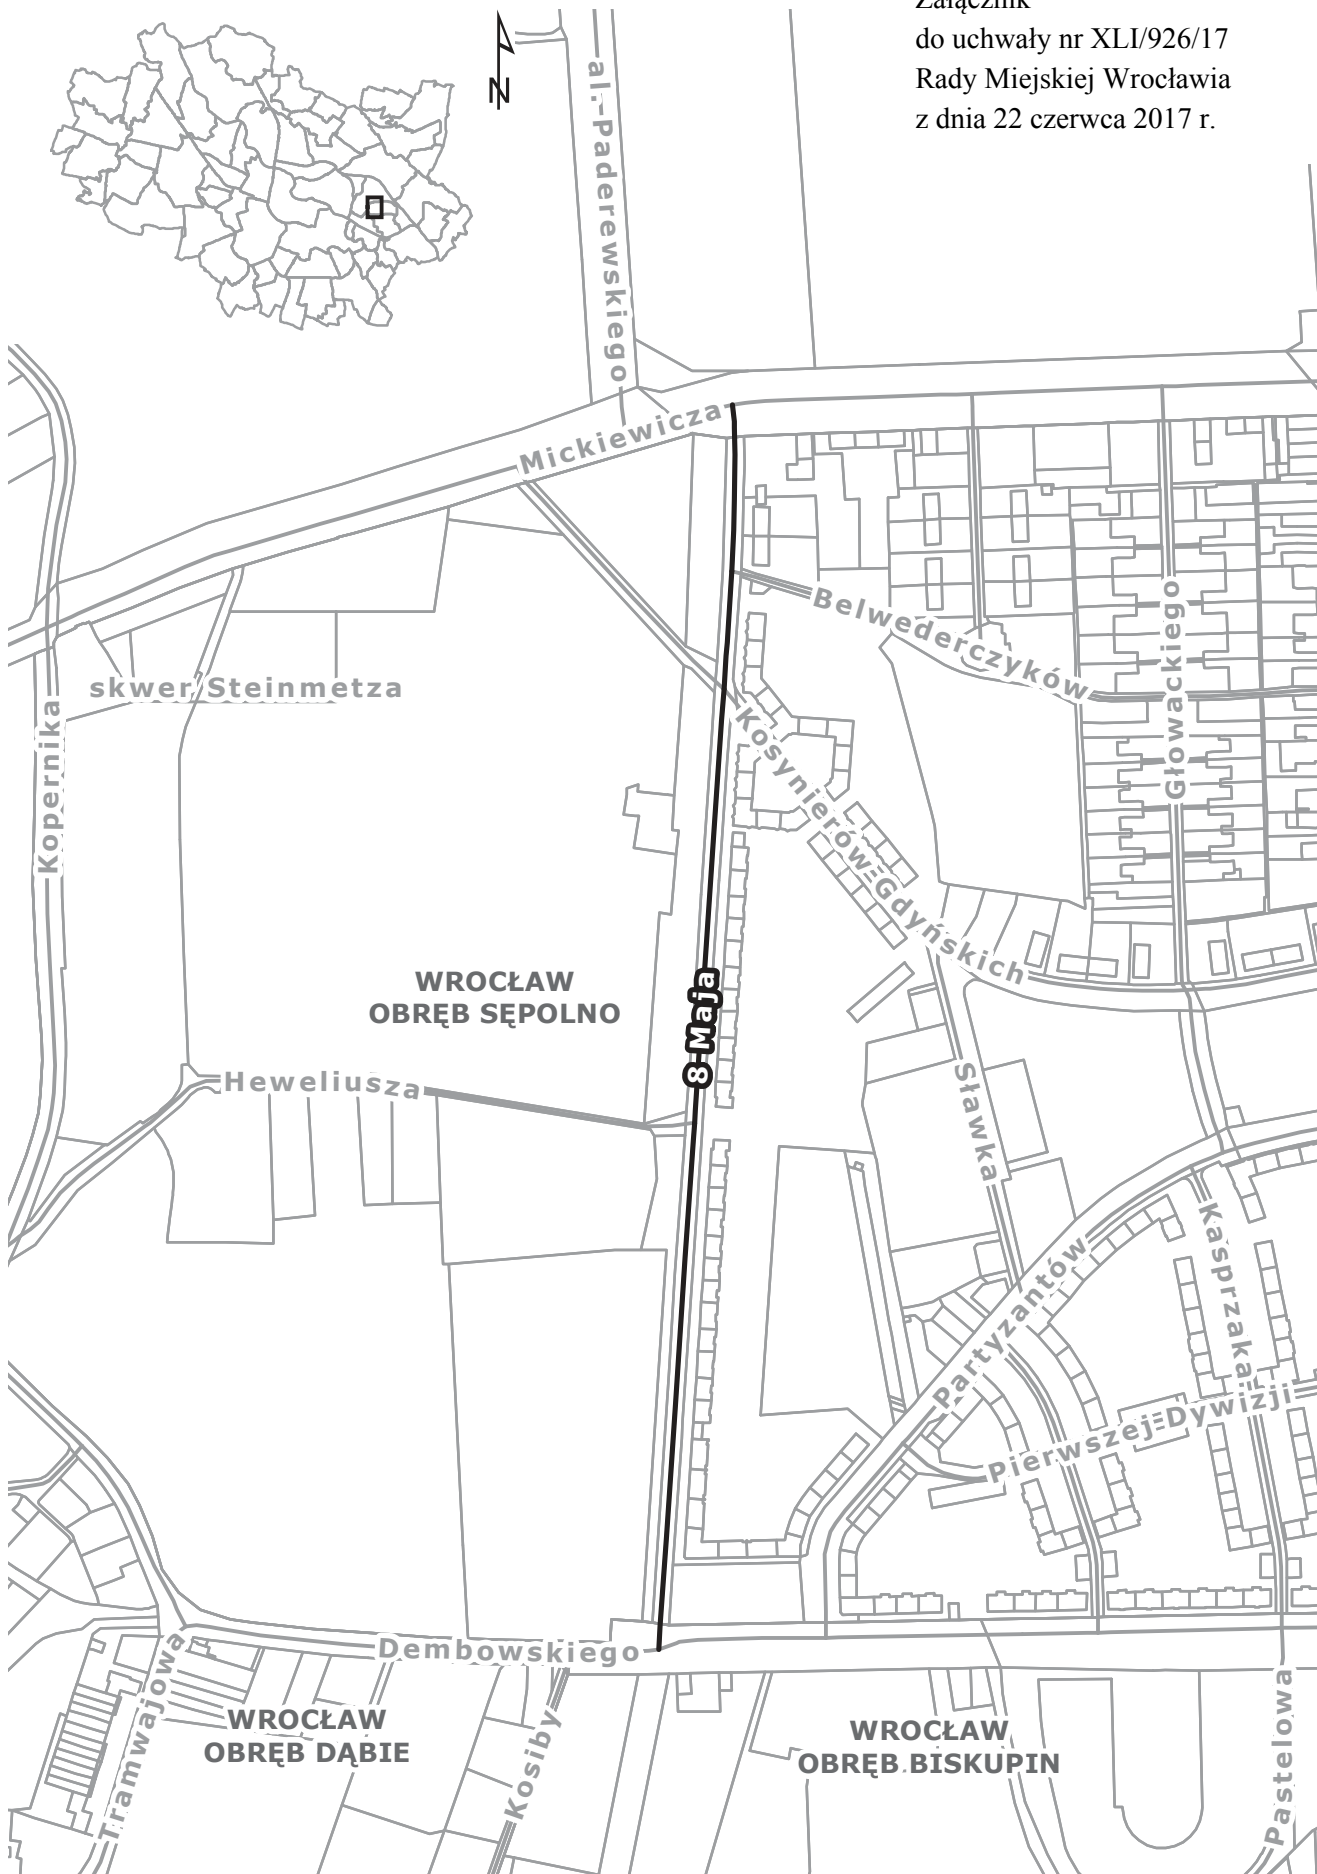 Załącznik
do uchwały nr XLI/926/17
Rady Miejskiej Wrocławia
z dnia 22 czerwca 2017 r.
N
al. Paderewskiego
Mickiewicza
Belwederczyków
Głowackiego
skwer Steinmetza
Kopernika
Kosynierów Gdyńskich
WROCŁAW
OBRĘB SĘPOLNO
8 Maja
Heweliusza
Sławka
Kasprzaka
Partyzantów
Pierwszej Dywizji
Dembowskiego
Tramwajowa
WROCŁAW
OBRĘB DĄBIE
Kosiby
WROCŁAW
OBRĘB BISKUPIN
Pastelowa